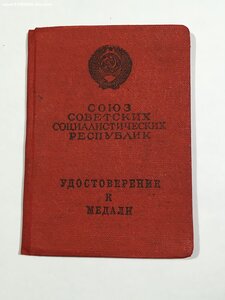 СОЮЗ
СОВЕТСКИХ
СОЦИАЛИСТИЧЕСКИХ
РЕСПУБЛИК
УДОСТОВЕРЕНИЕ
К
МЕДАЛИ